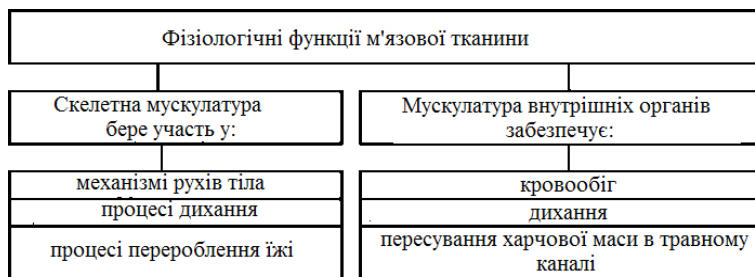 Фізіологічні функції м'язової тканини
Скелетна мускулатура
бере участь у:
механізмі рухів тіла
процесі дихання
процесі перероблення їжі
Мускулатура внутрішніх органів
забезпечує:
кровообіг
дихання
пересування харчової маси в травному
каналі